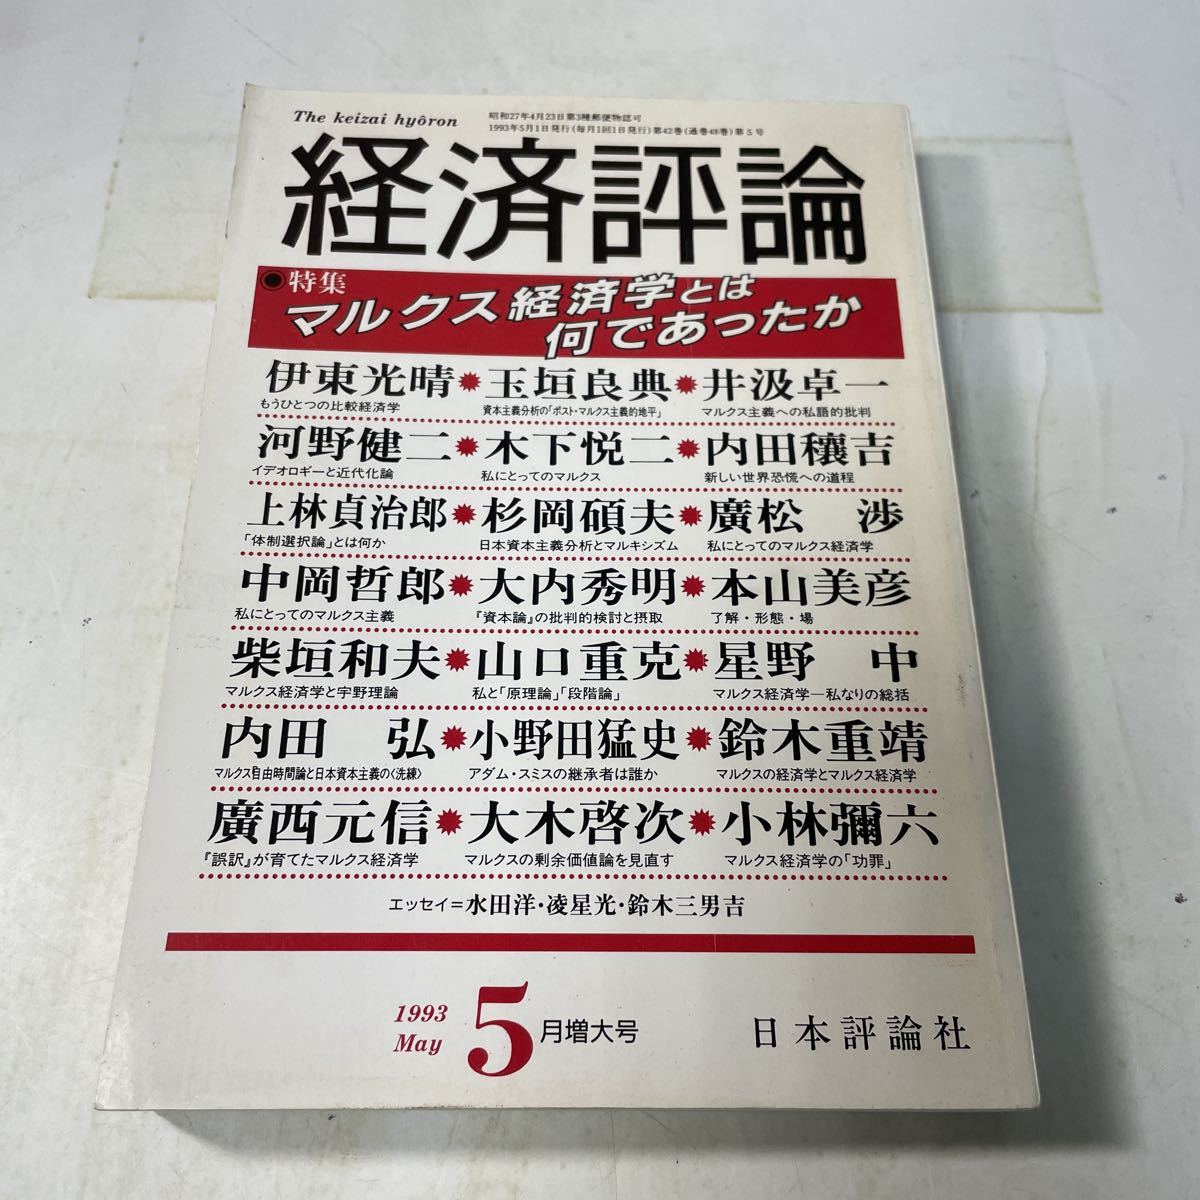 The keizai hyôron
昭和27年4月23日第3種郵便物認可
1993年5月1日発行(毎月1回1日発行)第42巻(通巻48巻)第5号
経済評論
●特集
マルクス経済学とは
何であったか
伊東光晴 玉垣良典 井汲卓一
もうひとつの比較経済学 資本主義分析の「ポスト・マルクス主義的地平」 マルクス主義への私語的批判
河野健二 木下悦二 内田穰吉
イデオロギーと近代化論 私にとってのマルクス 新しい世界恐慌への道程
上林貞治郎 杉岡碩夫 廣松 渉
「体制選択論」とは何か 日本資本主義分析とマルキシズム 私にとってのマルクス経済学
中岡哲郎 大内秀明 本山美彦
私にとってのマルクス主義 『資本論』の批判的検討と摂取 了解・形態・場
柴垣和夫 山口重克 星野 中
マルクス経済学と宇野理論 私と「原理論」「段階論」 マルクス経済学―私なりの総括
内田 弘 小野田猛史 鈴木重靖
マルクス自由時間論と日本資本主義の〈洗練〉 アダム・スミスの継承者は誰か マルクスの経済学とマルクス経済学
廣西元信 大木啓次 小林彌六
『誤訳』が育てたマルクス経済学 マルクスの剰余価値論を見直す マルクス経済学の「功罪」
エッセイ=水田洋・凌星光・鈴木三男吉
1993
May
5月増大号
日本評論社